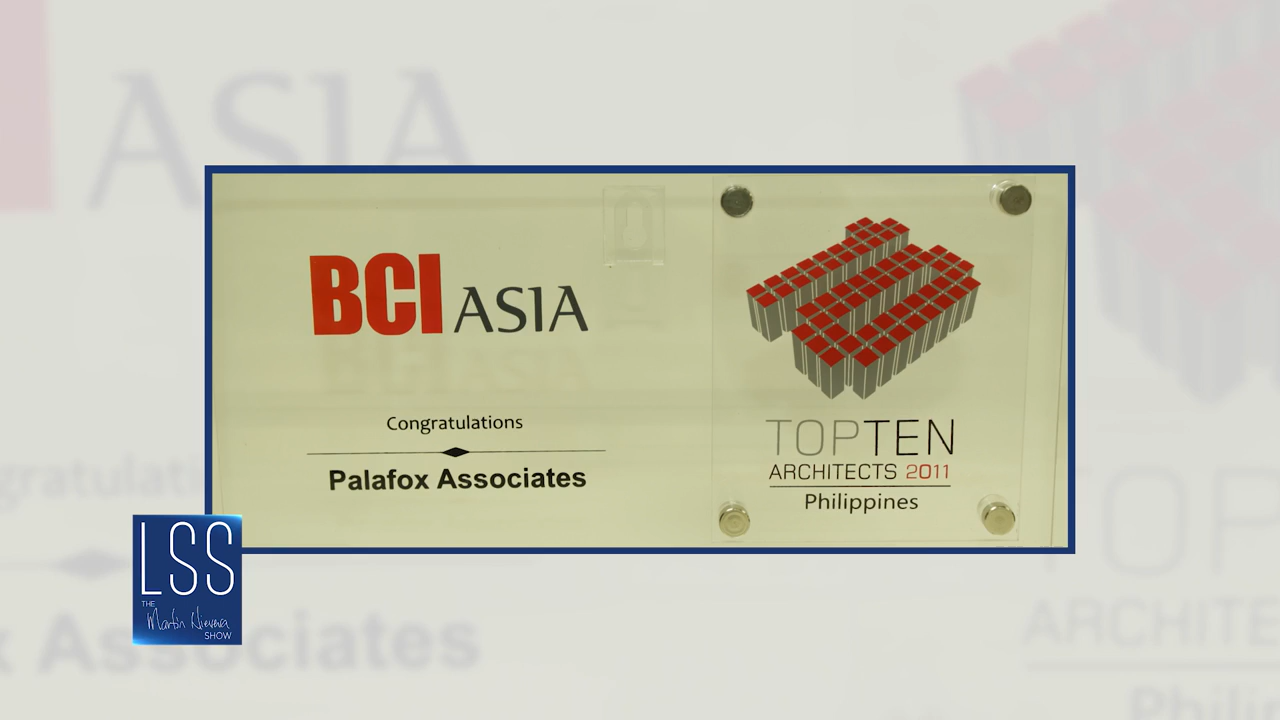 BCI ASIA
Congratulations
Palafox Associates
TOPTEN
ARCHITECTS 2011
Philippines
LSS
THE
Martin Nievera
SHOW